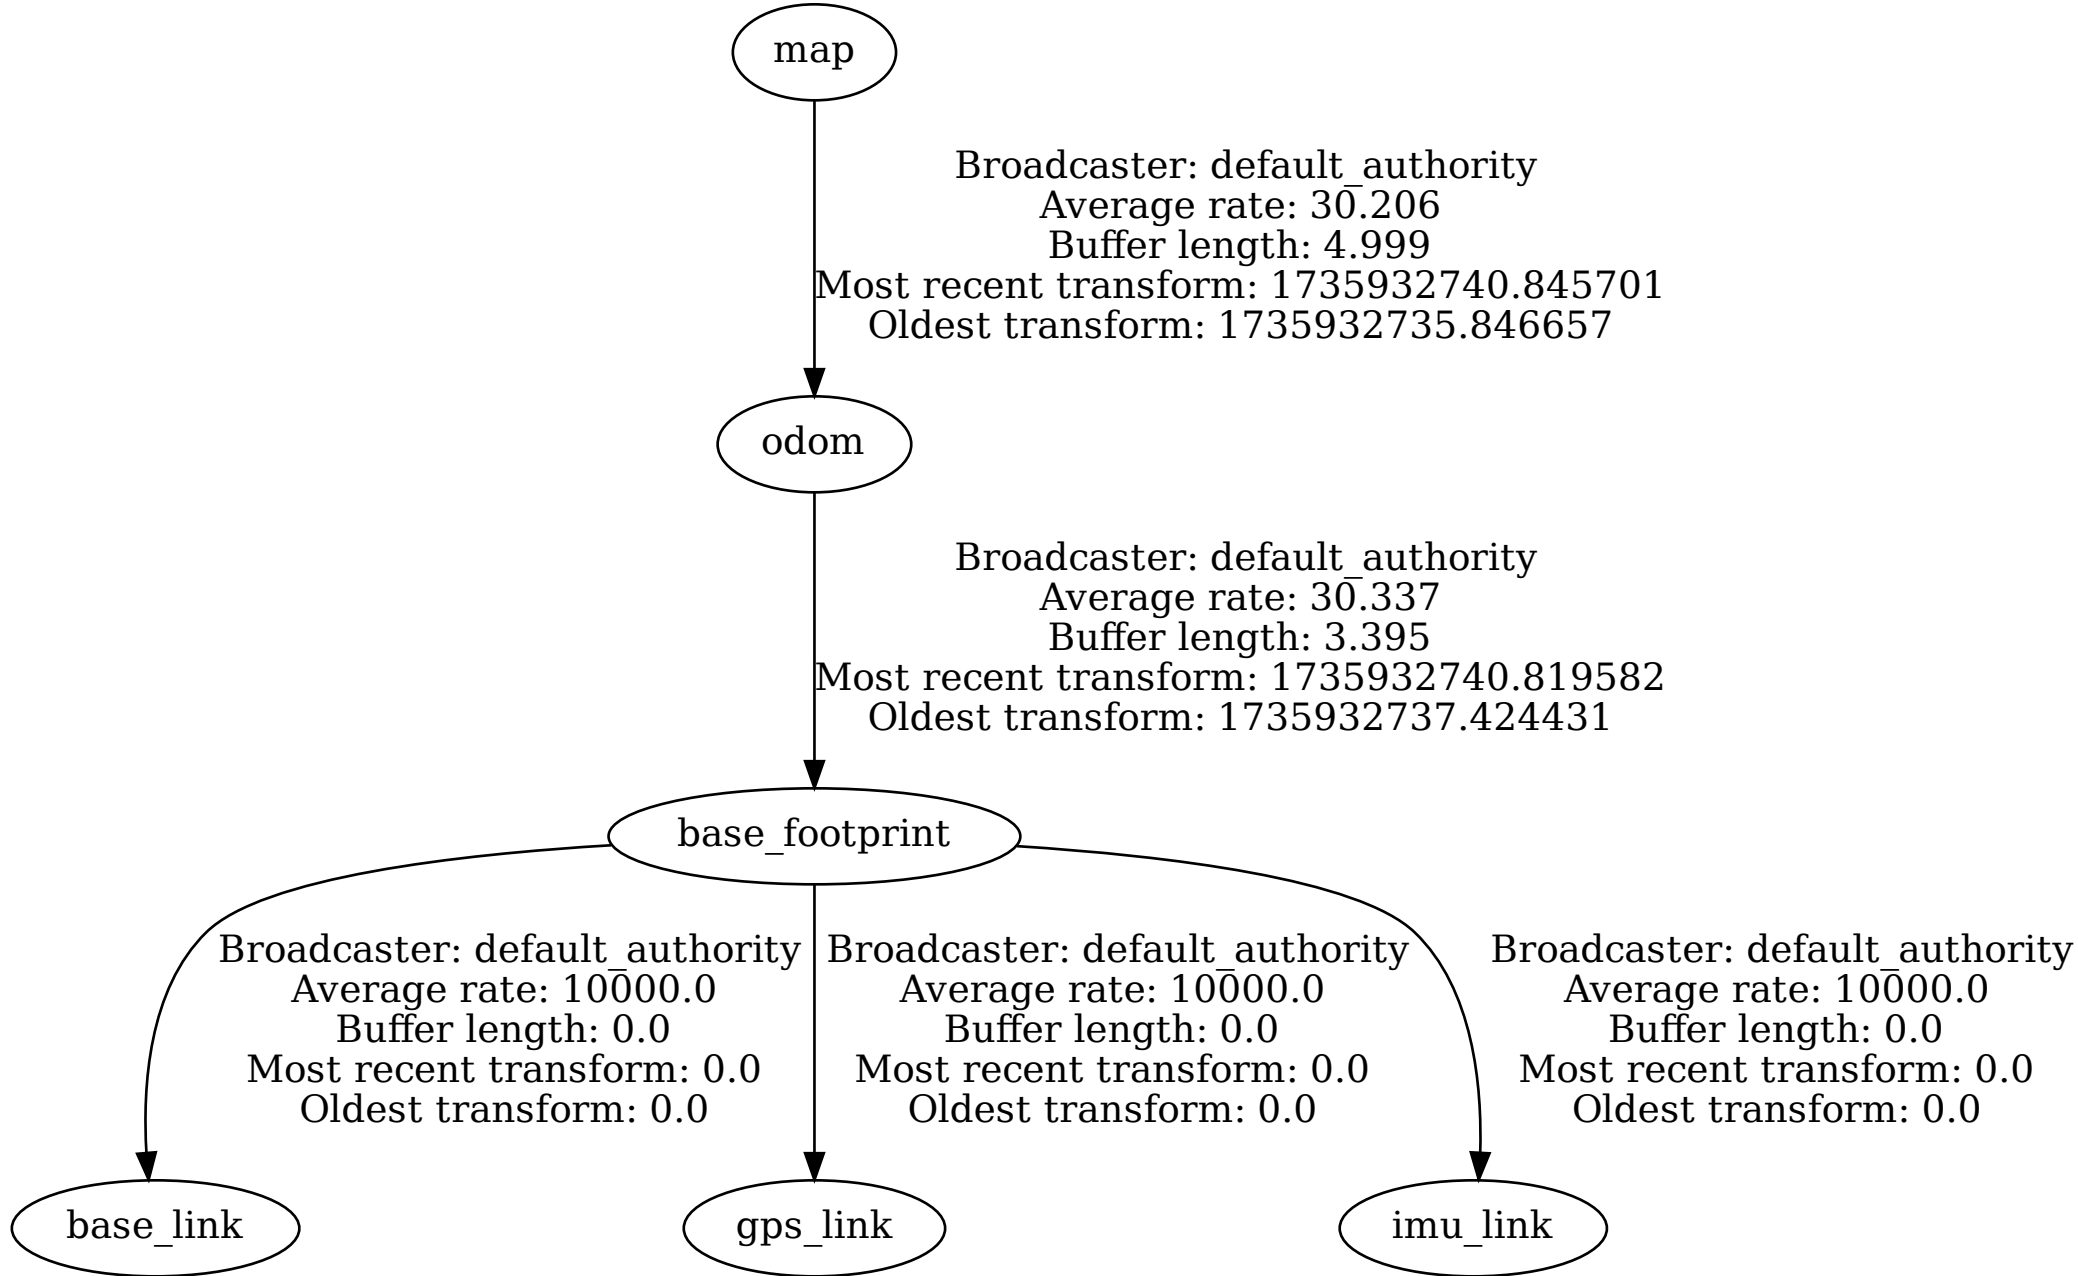 map
Broadcaster: default_authority
Average rate: 30.206
Buffer length: 4.999
Most recent transform: 1735932740.845701
Oldest transform: 1735932735.846657
odom
Broadcaster: default_authority
Average rate: 30.337
Buffer length: 3.395
Most recent transform: 1735932740.819582
Oldest transform: 1735932737.424431
base_footprint
Broadcaster: default_authority
Average rate: 10000.0
Buffer length: 0.0
Most recent transform: 0.0
Oldest transform: 0.0
Broadcaster: default_authority
Average rate: 10000.0
Buffer length: 0.0
Most recent transform: 0.0
Oldest transform: 0.0
Broadcaster: default_authority
Average rate: 10000.0
Buffer length: 0.0
Most recent transform: 0.0
Oldest transform: 0.0
base_link
gps_link
imu_link